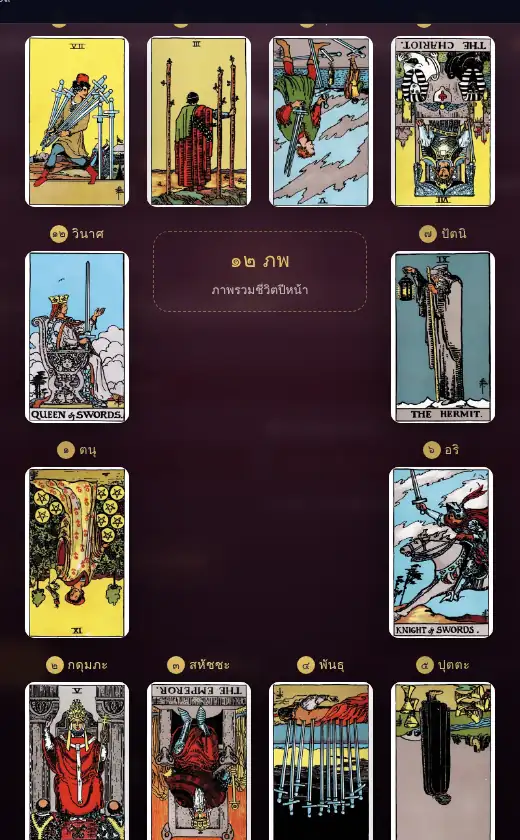 VII
III
V
THE CHARIOT.
VII
๑๒ วินาศ
๗ ปัตนิ
๑๒ ภพ
ภาพรวมชีวิตปีหน้า
IX
QUEEN of SWORDS.
THE HERMIT.
๑ ตนุ
๖ อริ
IX
KNIGHT of SWORDS.
๒ กดุมภะ
๓ สหัชชะ
๔ พันธุ
๕ ปุตตะ
V
THE EMPEROR.